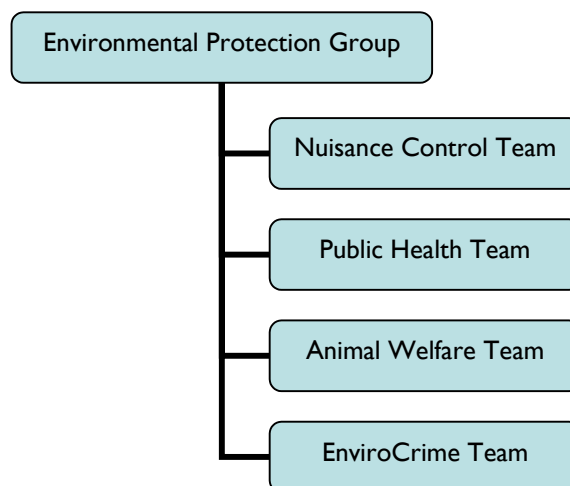 Environmental Protection Group
Nuisance Control Team
Public Health Team
Animal Welfare Team
EnviroCrime Team